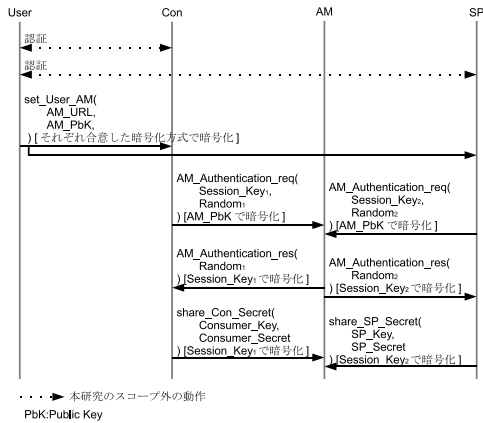 User Con AM SP
認証
認証
set_User_AM(
AM_URL,
AM_PbK,
) [ それぞれ合意した暗号化方式で暗号化 ]
AM_Authentication_req(
Session_Key₁,
Random₁
) [AM_PbK で暗号化 ]
AM_Authentication_req(
Session_Key₂,
Random₂
) [AM_PbK で暗号化 ]
AM_Authentication_res(
Random₁
) [Session_Key₁ で暗号化 ]
AM_Authentication_res(
Random₂
) [Session_Key₂ で暗号化 ]
share_Con_Secret(
Consumer_Key,
Consumer_Secret
) [Session_Key₁ で暗号化 ]
share_SP_Secret(
SP_Key,
SP_Secret
) [Session_Key₂ で暗号化 ]
本研究のスコープ外の動作
PbK:Public Key